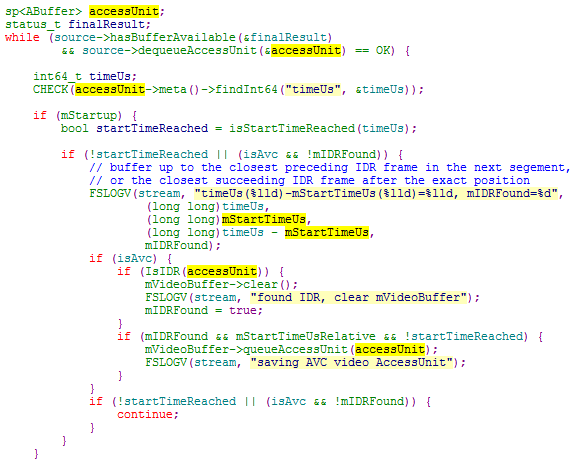 sp<ABuffer> accessUnit;
status_t finalResult;
while (source->hasBufferAvailable(&finalResult)
        && source->dequeueAccessUnit(&accessUnit) == OK) {

    int64_t timeUs;
    CHECK(accessUnit->meta()->findInt64("timeUs", &timeUs));

    if (mStartup) {
        bool startTimeReached = isStartTimeReached(timeUs);

        if (!startTimeReached || (isAvc && !mIDRFound)) {
            // buffer up to the closest preceding IDR frame in the next segement,
            // or the closest succeeding IDR frame after the exact position
            FSLOGV(stream, "timeUs(%lld)-mStartTimeUs(%lld)=%lld, mIDRFound=%d",
                    (long long)timeUs,
                    (long long)mStartTimeUs,
                    (long long)timeUs - mStartTimeUs,
                    mIDRFound);
            if (isAvc) {
                if (IsIDR(accessUnit)) {
                    mVideoBuffer->clear();
                    FSLOGV(stream, "found IDR, clear mVideoBuffer");
                    mIDRFound = true;
                }
                if (mIDRFound && mStartTimeUsRelative && !startTimeReached) {
                    mVideoBuffer->queueAccessUnit(accessUnit);
                    FSLOGV(stream, "saving AVC video AccessUnit");
                }
            }
            if (!startTimeReached || (isAvc && !mIDRFound)) {
                continue;
            }
        }
    }